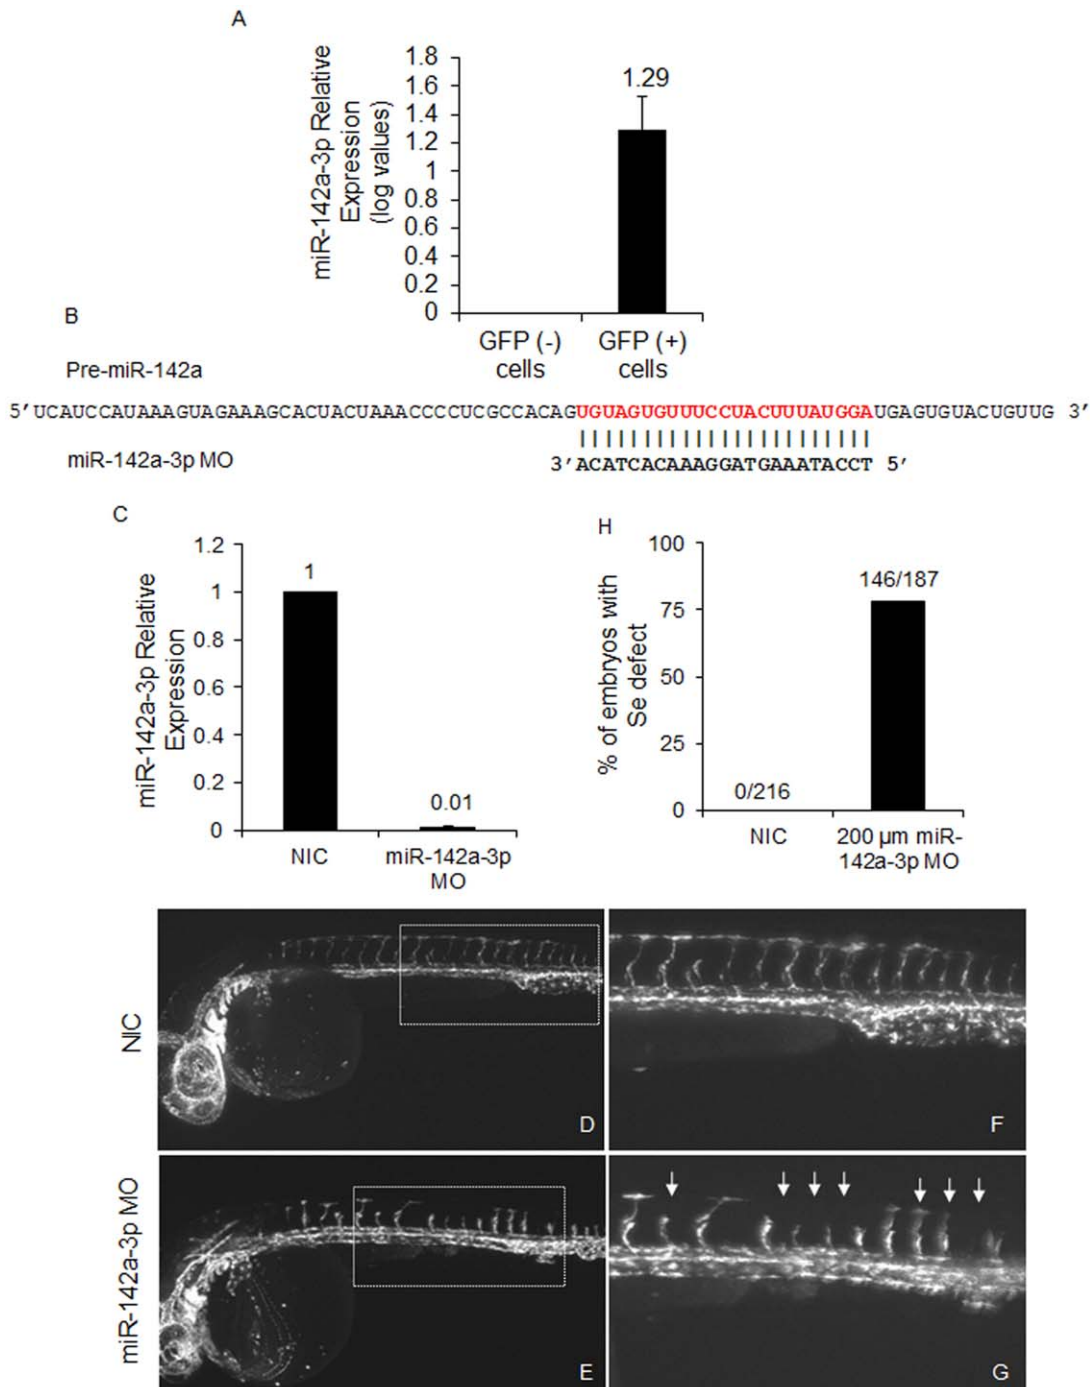 A
miR-142a-3p Relative
Expression
(log values)
1.8
1.6
1.4
1.2
1
0.8
0.6
0.4
0.2
0
1.29
GFP (-)
cells
GFP (+)
cells
B
Pre-miR-142a
5’UCAUCCAUAAAGUAGAAAGCACUACUAAACCCCUCGCCACAGUGUAGUGUUUCCUACUUUAUGGAUGAGUGUACUGUUG 3’
miR-142a-3p MO
3’ACATCACAAAGGATGAAATACCT 5’
C
miR-142a-3p Relative
Expression
1.2
1
0.8
0.6
0.4
0.2
0
1
0.01
NIC
miR-142a-3p
MO
H
% of embryos with
Se defect
100
75
50
25
0
0/216
146/187
NIC
200 µm miR-
142a-3p MO
NIC
D
F
miR-142a-3p MO
E
G